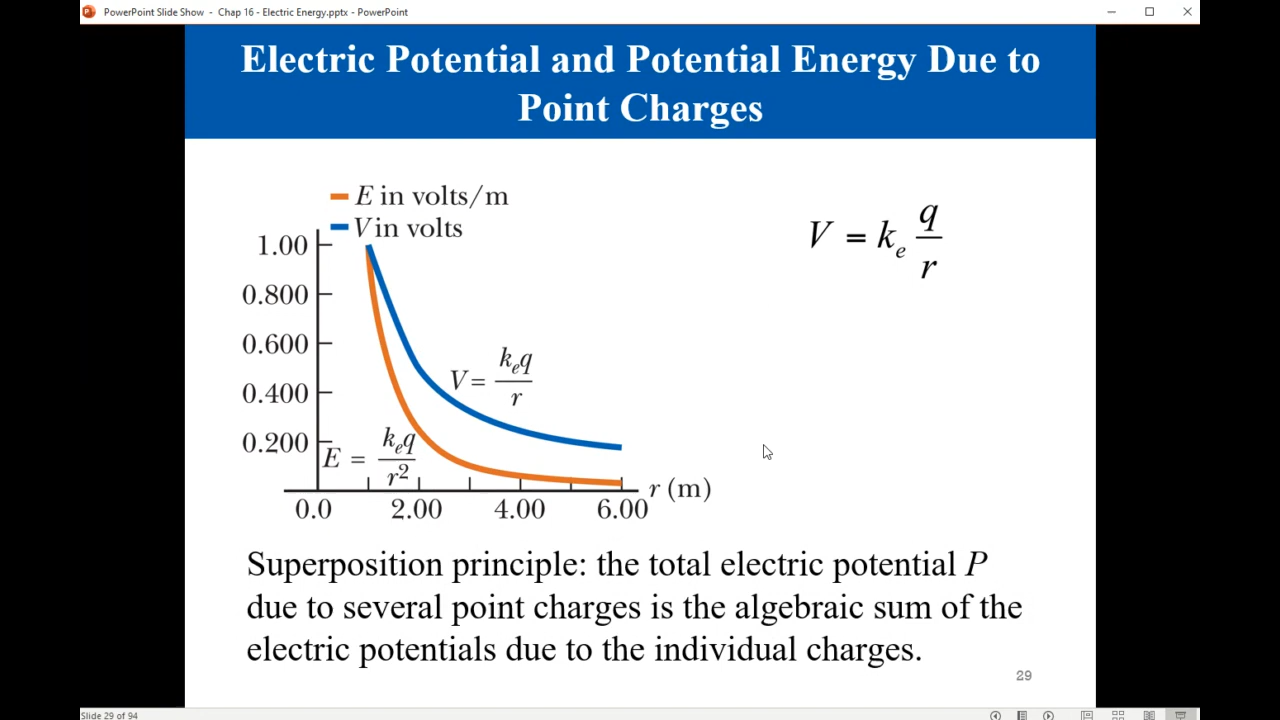 PowerPoint Slide Show - Chap 16 - Electric Energy.pptx - PowerPoint
Electric Potential and Potential Energy Due to
Point Charges
E in volts/m
V in volts
1.00
0.800
0.600
0.400
0.200
V = k_e q/r
V = k_e q/r
E = k_e q/r²
r (m)
0.0 2.00 4.00 6.00
Superposition principle: the total electric potential P
due to several point charges is the algebraic sum of the
electric potentials due to the individual charges.
29
Slide 29 of 94